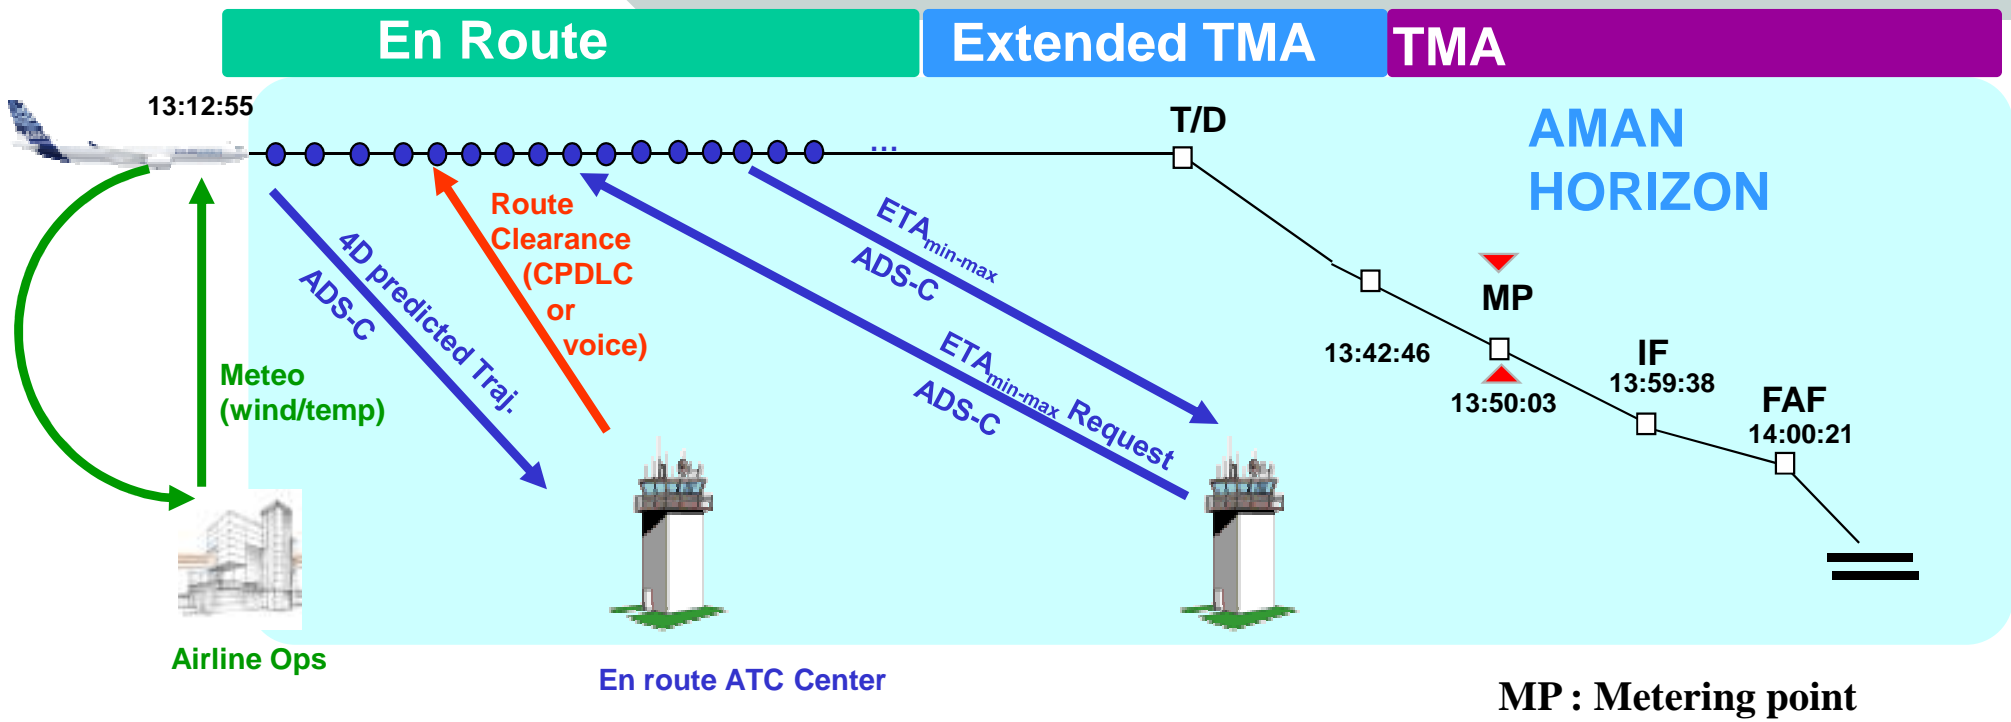 En Route
Extended TMA
TMA
13:12:55
T/D
AMAN
HORIZON
...
Route
Clearance
(CPDLC
or
voice)
4D predicted Traj.
ADS-C
ETAmin-max
ADS-C
ETAmin-max Request
ADS-C
MP
13:42:46
13:50:03
IF
13:59:38
FAF
14:00:21
Meteo
(wind/temp)
Airline Ops
En route ATC Center
MP : Metering point